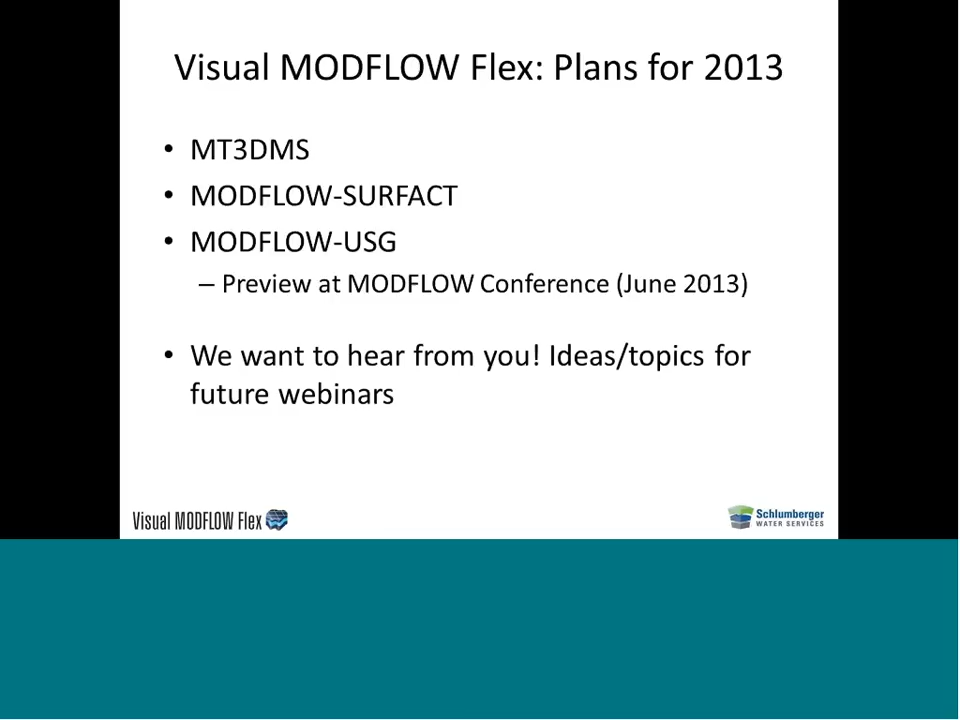 Visual MODFLOW Flex: Plans for 2013
• MT3DMS
• MODFLOW-SURFACT
• MODFLOW-USG
– Preview at MODFLOW Conference (June 2013)
• We want to hear from you! Ideas/topics for
future webinars
Visual MODFLOW Flex
Schlumberger
WATER SERVICES